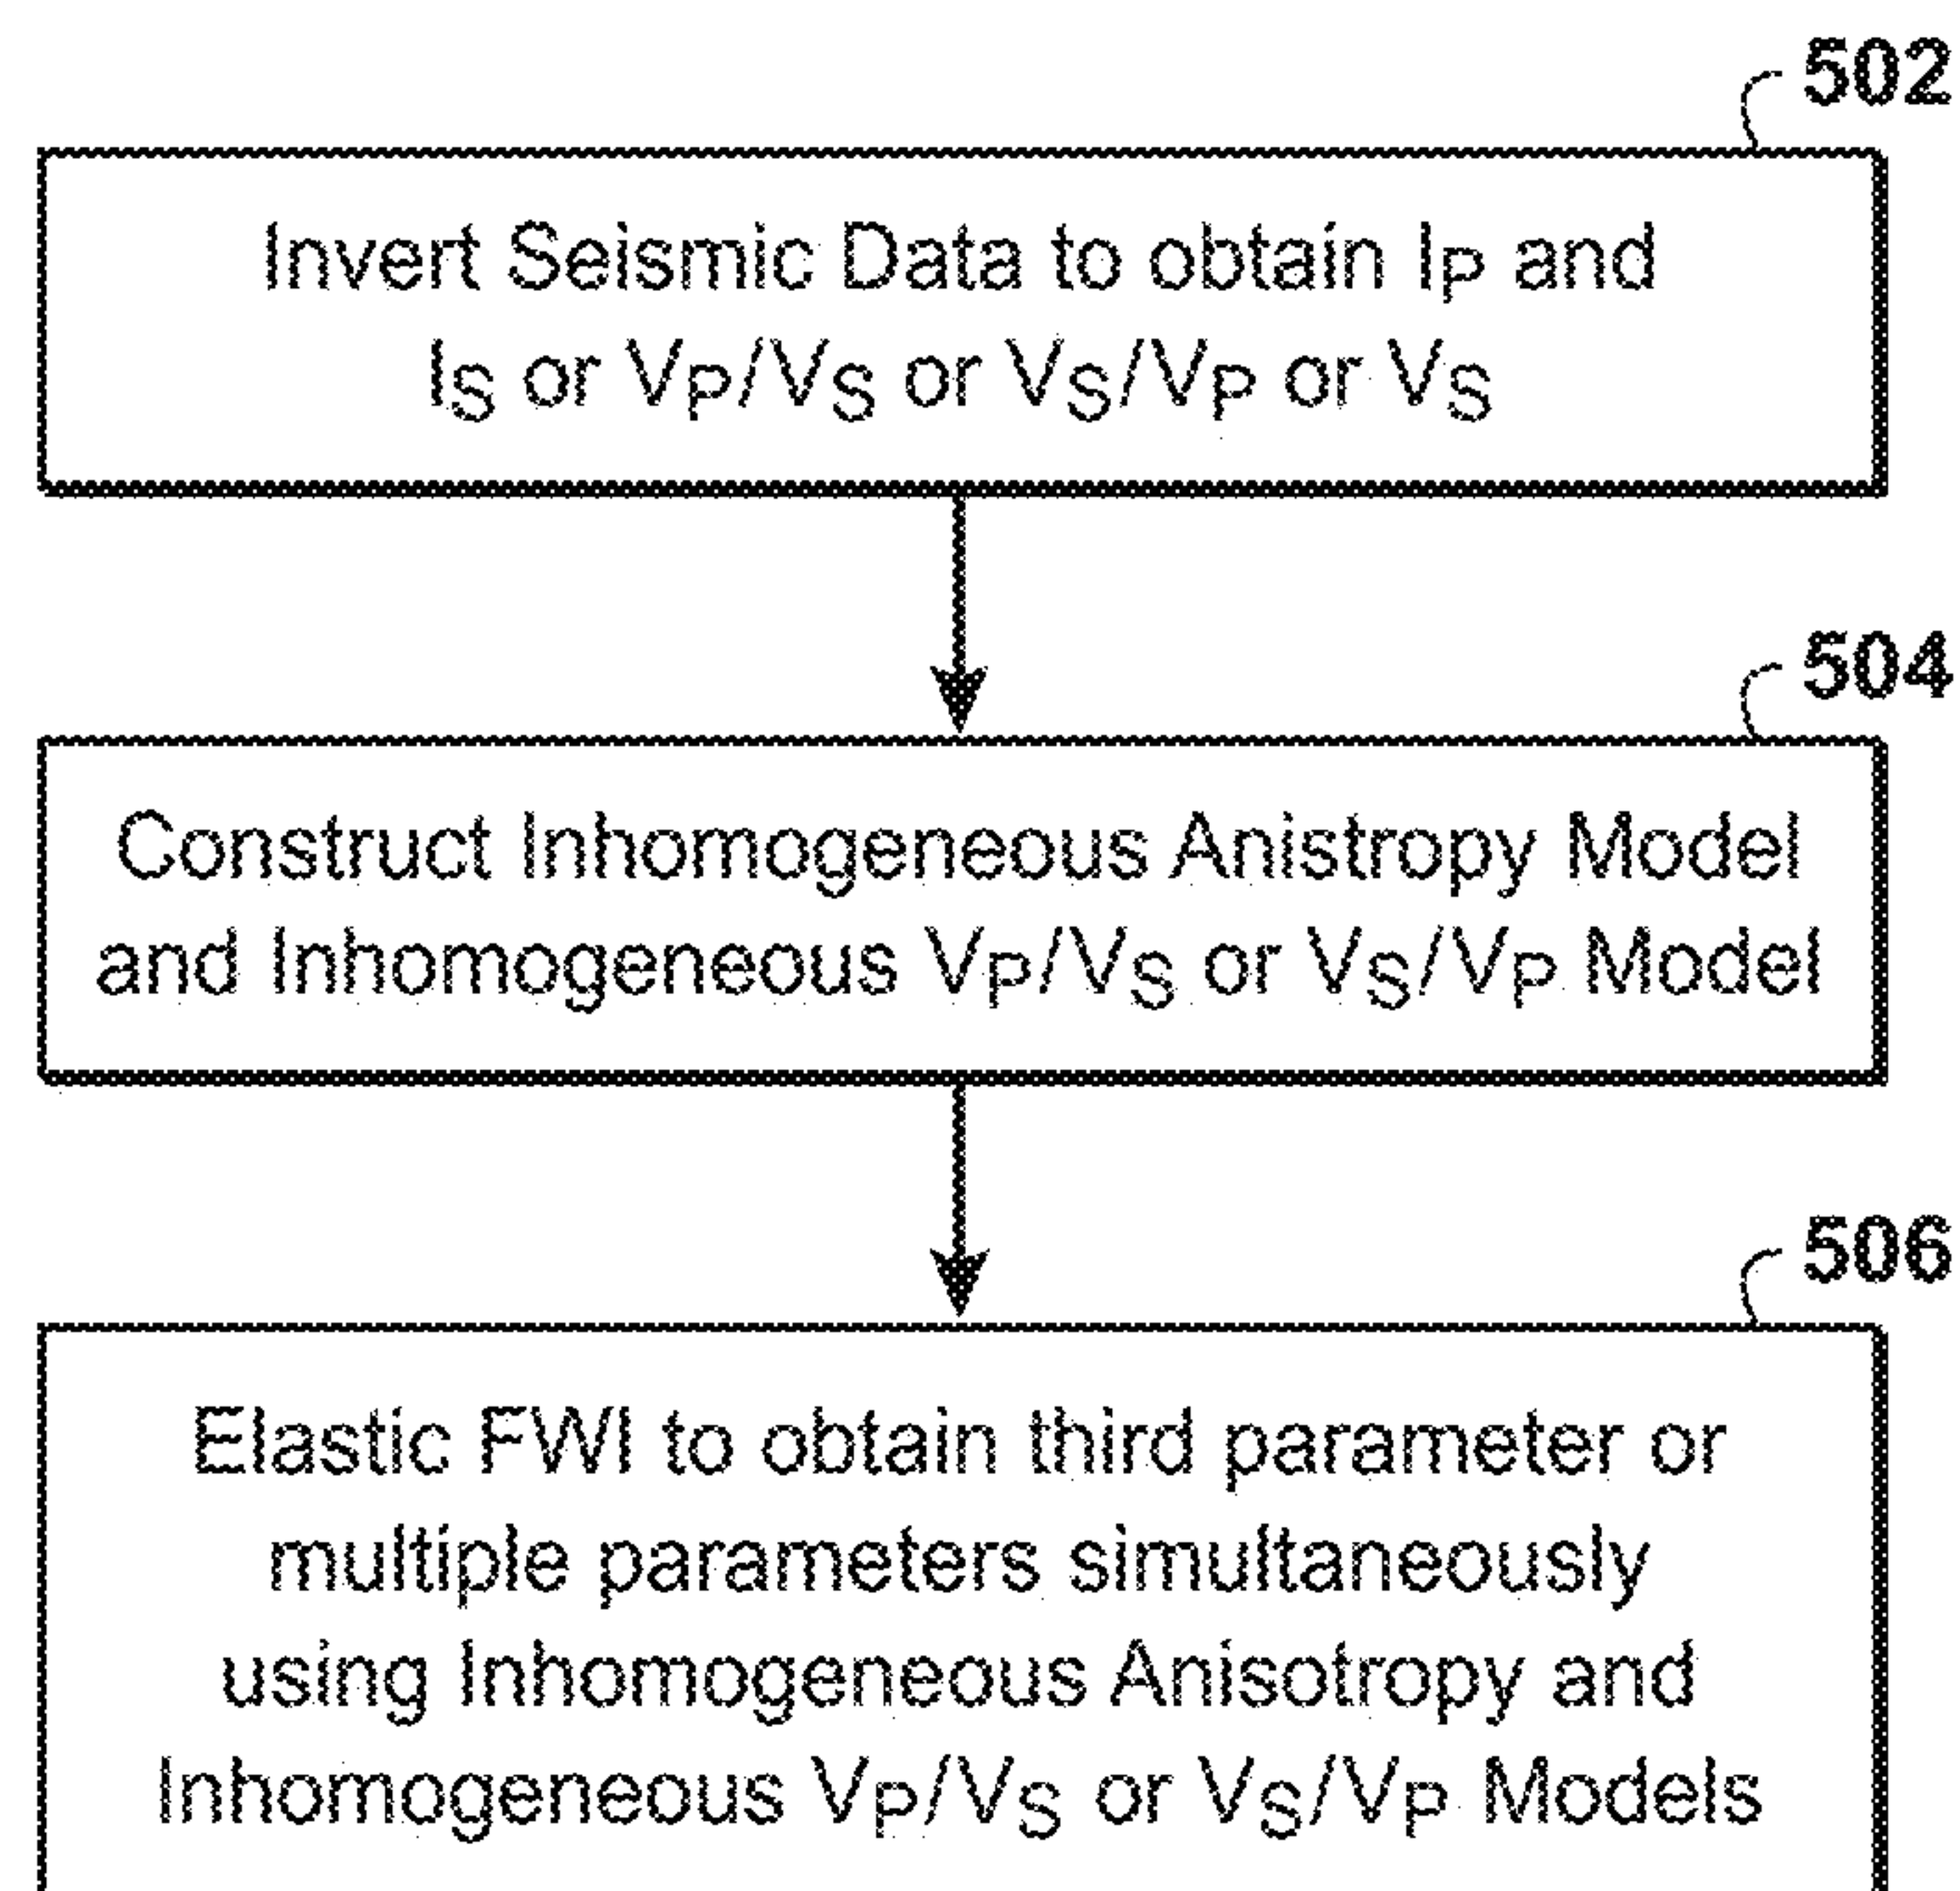 502
Invert Seismic Data to obtain IP and
IS or VP/VS or VS/VP or VS
504
Construct Inhomogeneous Anistropy Model
and Inhomogeneous VP/VS or VS/VP Model
506
Elastic FWI to obtain third parameter or
multiple parameters simultaneously
using Inhomogeneous Anisotropy and
Inhomogeneous VP/VS or VS/VP Models